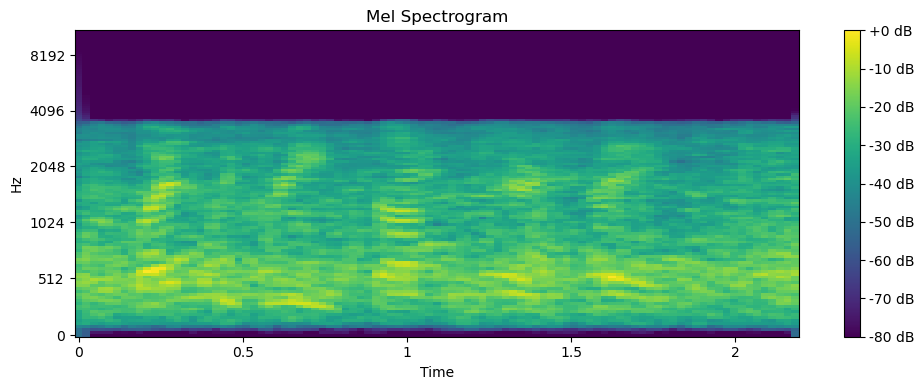 Mel Spectrogram
8192
4096
2048
1024
512
0
Hz
0
0.5
1
1.5
2
Time
+0 dB
-10 dB
-20 dB
-30 dB
-40 dB
-50 dB
-60 dB
-70 dB
-80 dB